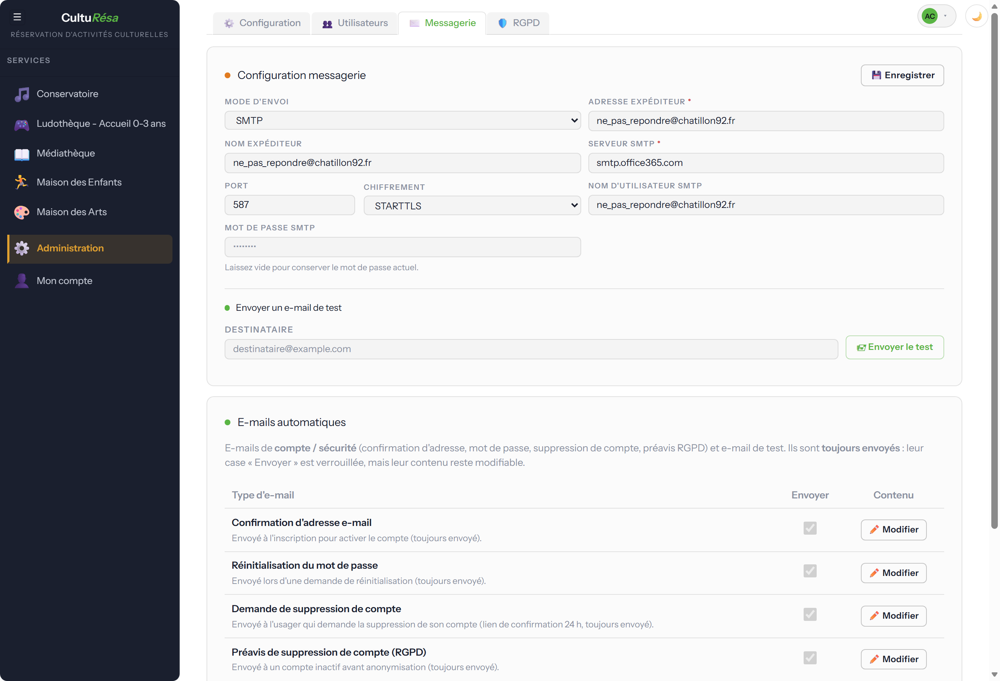 CultuRésa
RÉSERVATION D'ACTIVITÉS CULTURELLES
SERVICES
Conservatoire
Ludothèque - Accueil 0-3 ans
Médiathèque
Maison des Enfants
Maison des Arts
Administration
Mon compte
Configuration
Utilisateurs
Messagerie
RGPD
AC
Configuration messagerie
Enregistrer
MODE D'ENVOI
SMTP
ADRESSE EXPÉDITEUR *
ne_pas_repondre@chatillon92.fr
NOM EXPÉDITEUR
ne_pas_repondre@chatillon92.fr
SERVEUR SMTP *
smtp.office365.com
PORT
587
CHIFFREMENT
STARTTLS
NOM D'UTILISATEUR SMTP
ne_pas_repondre@chatillon92.fr
MOT DE PASSE SMTP
••••••••
Laissez vide pour conserver le mot de passe actuel.
Envoyer un e-mail de test
DESTINATAIRE
destinataire@example.com
Envoyer le test
E-mails automatiques
E-mails de compte / sécurité (confirmation d'adresse, mot de passe, suppression de compte, préavis RGPD) et e-mail de test. Ils sont toujours envoyés : leur
case « Envoyer » est verrouillée, mais leur contenu reste modifiable.
Type d'e-mail
Envoyer
Contenu
Confirmation d'adresse e-mail
Envoyé à l'inscription pour activer le compte (toujours envoyé).
Modifier
Réinitialisation du mot de passe
Envoyé lors d'une demande de réinitialisation (toujours envoyé).
Modifier
Demande de suppression de compte
Envoyé à l'usager qui demande la suppression de son compte (lien de confirmation 24 h, toujours envoyé).
Modifier
Préavis de suppression de compte (RGPD)
Envoyé à un compte inactif avant anonymisation (toujours envoyé).
Modifier